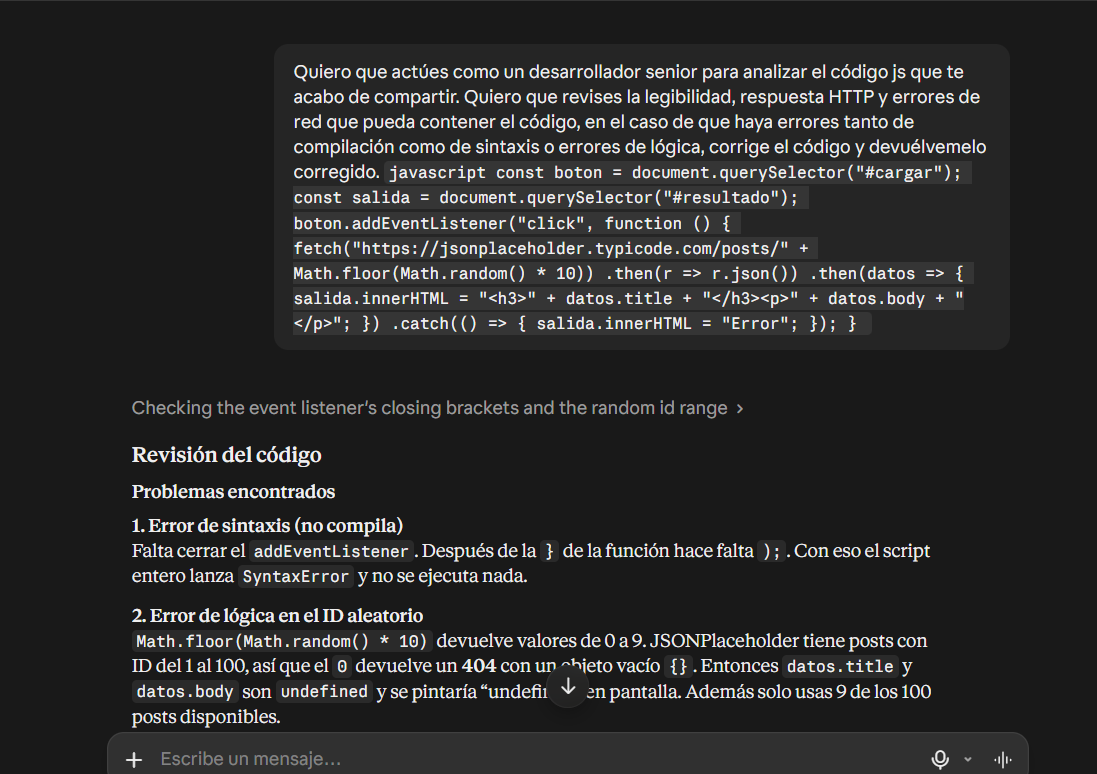 Quiero que actúes como un desarrollador senior para analizar el código js que te
acabo de compartir. Quiero que revises la legibilidad, respuesta HTTP y errores de
red que pueda contener el código, en el caso de que haya errores tanto de
compilación como de sintaxis o errores de lógica, corrige el código y devuélvemelo
corregido. javascript const boton = document.querySelector("#cargar");
const salida = document.querySelector("#resultado");
boton.addEventListener("click", function () {
fetch("https://jsonplaceholder.typicode.com/posts/" +
Math.floor(Math.random() * 10)) .then(r => r.json()) .then(datos => {
salida.innerHTML = "<h3>" + datos.title + "</h3><p>" + datos.body + "
</p>"; }) .catch(() => { salida.innerHTML = "Error"; }); }
Checking the event listener's closing brackets and the random id range >
Revisión del código
Problemas encontrados
1. Error de sintaxis (no compila)
Falta cerrar el addEventListener. Después de la } de la función hace falta );. Con eso el script
entero lanza SyntaxError y no se ejecuta nada.
2. Error de lógica en el ID aleatorio
Math.floor(Math.random() * 10) devuelve valores de 0 a 9. JSONPlaceholder tiene posts con
ID del 1 al 100, así que el 0 devuelve un 404 con un objeto vacío {}. Entonces datos.title y
datos.body son undefined y se pintaría en pantalla. Además solo usas 9 de los 100
posts disponibles.
Escribe un mensaje...